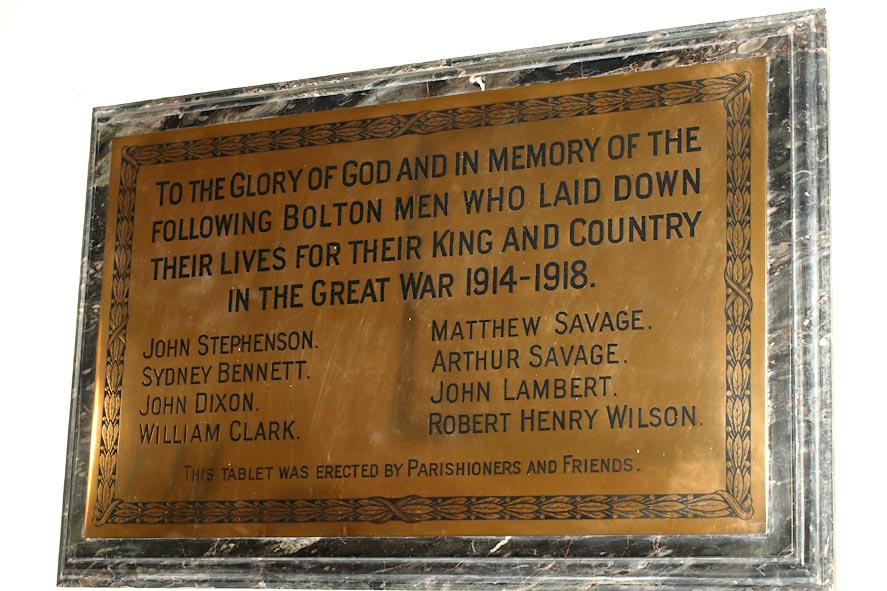 TO THE GLORY OF GOD AND IN MEMORY OF THE
FOLLOWING BOLTON MEN WHO LAID DOWN
THEIR LIVES FOR THEIR KING AND COUNTRY
IN THE GREAT WAR 1914-1918.
JOHN STEPHENSON.
SYDNEY BENNETT.
JOHN DIXON.
WILLIAM CLARK.
MATTHEW SAVAGE.
ARTHUR SAVAGE.
JOHN LAMBERT.
ROBERT HENRY WILSON.
THIS TABLET WAS ERECTED BY PARISHIONERS AND FRIENDS.